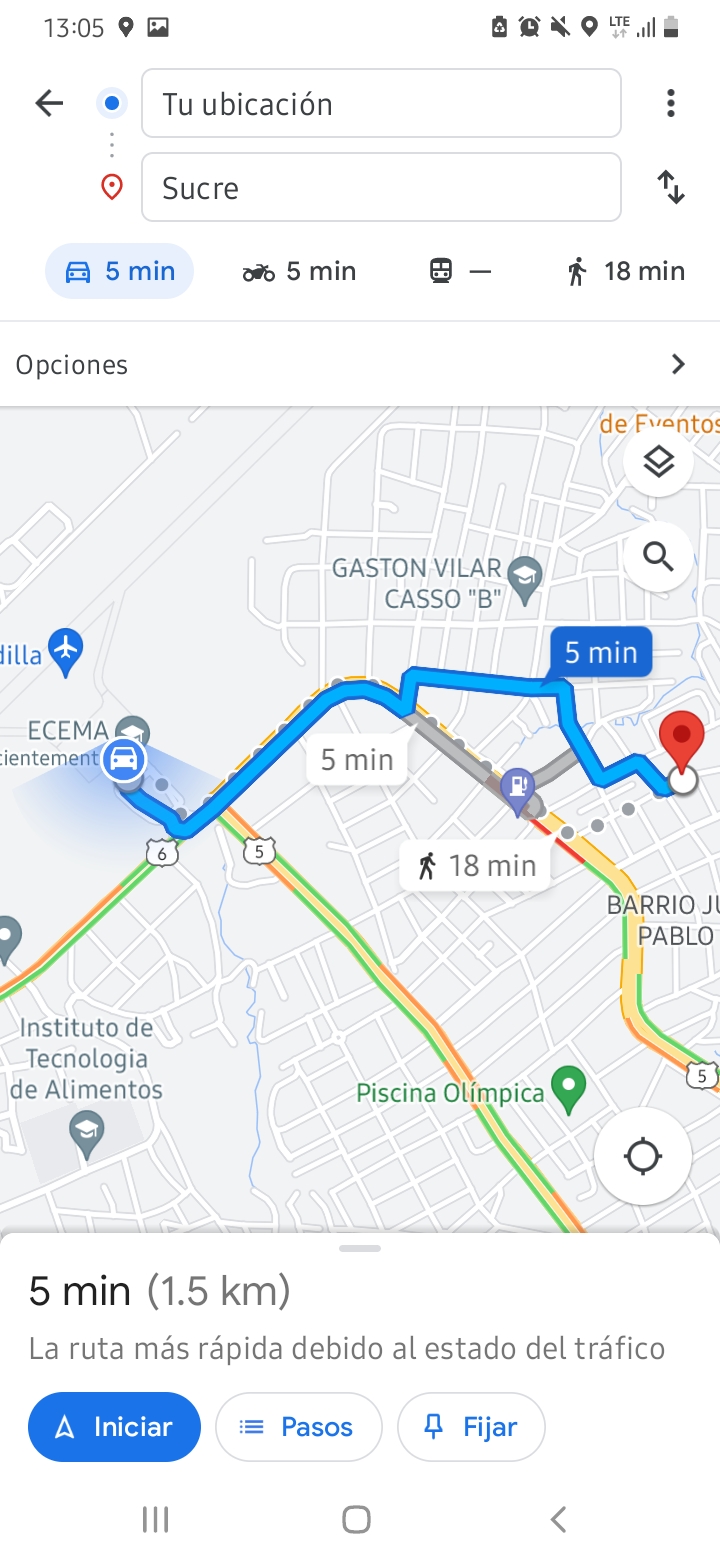 13:05
LTE
Tu ubicación
Sucre
5 min
5 min
—
18 min
Opciones
de Eventos
GASTON VILAR
CASSO "B"
5 min
dilla
ECEMA
cientement
5 min
6
5
18 min
BARRIO JU
PABLO
Instituto de
Tecnologia
de Alimentos
5
Piscina Olímpica
5 min (1.5 km)
La ruta más rápida debido al estado del tráfico
Iniciar
Pasos
Fijar